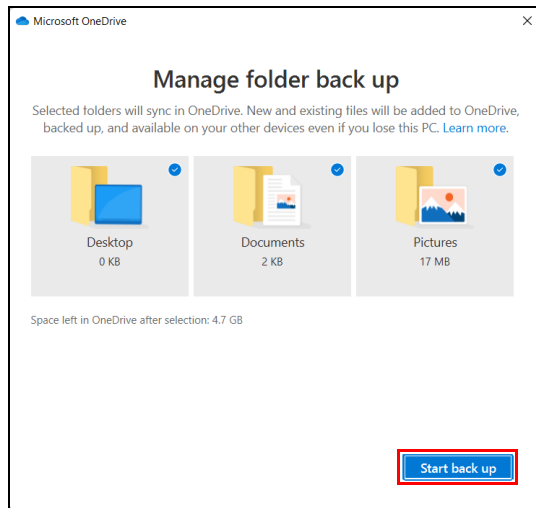 Microsoft OneDrive
Manage folder back up
Selected folders will sync in OneDrive. New and existing files will be added to OneDrive,
backed up, and available on your other devices even if you lose this PC. Learn more.
Desktop
0 KB
Documents
2 KB
Pictures
17 MB
Space left in OneDrive after selection: 4.7 GB
Start back up